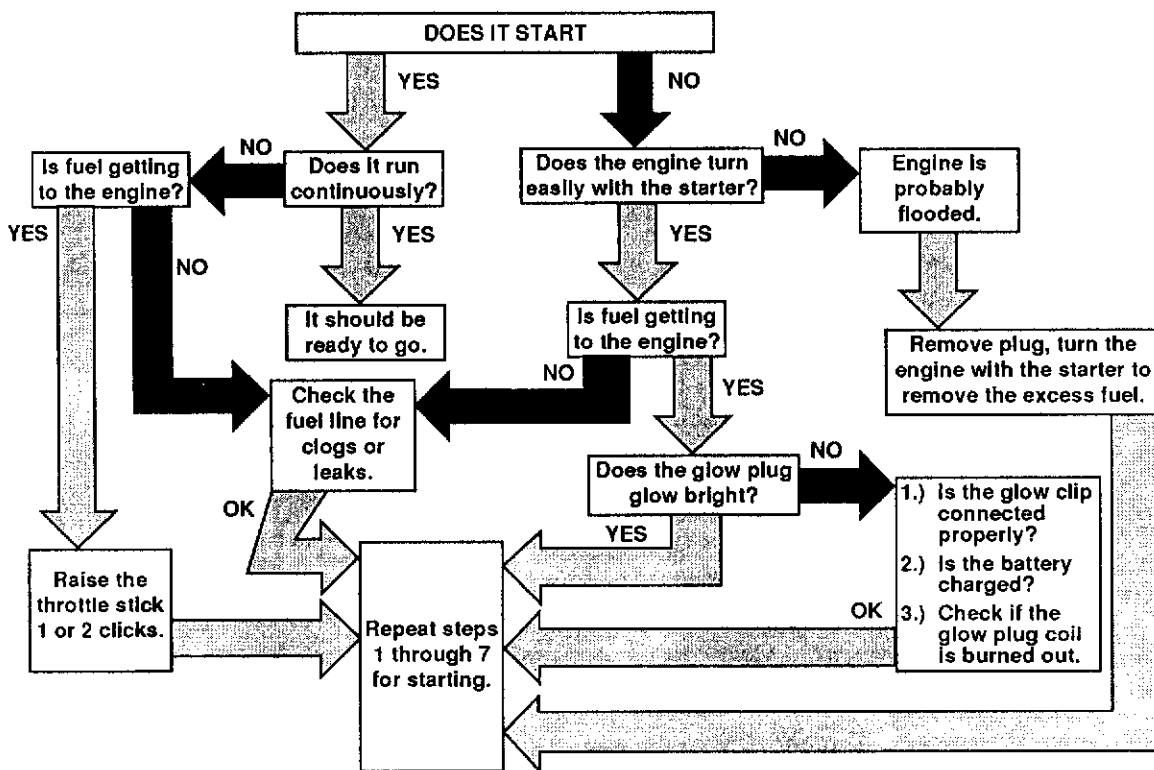 DOES IT START
YES
NO
NO
Is fuel getting
to the engine?
Does it run
continuously?
Does the engine turn
easily with the starter?
NO
Engine is
probably
flooded.
YES
NO
YES
YES
It should be
ready to go.
Is fuel getting
to the engine?
Remove plug, turn the
engine with the starter to
remove the excess fuel.
NO
YES
Check the
fuel line for
clogs or
leaks.
OK
Does the glow plug
glow bright?
NO
YES
1.) Is the glow clip
connected
properly?
2.) Is the battery
charged?
3.) Check if the
glow plug coil
is burned out.
OK
Raise the
throttle stick
1 or 2 clicks.
Repeat steps
1 through 7
for starting.